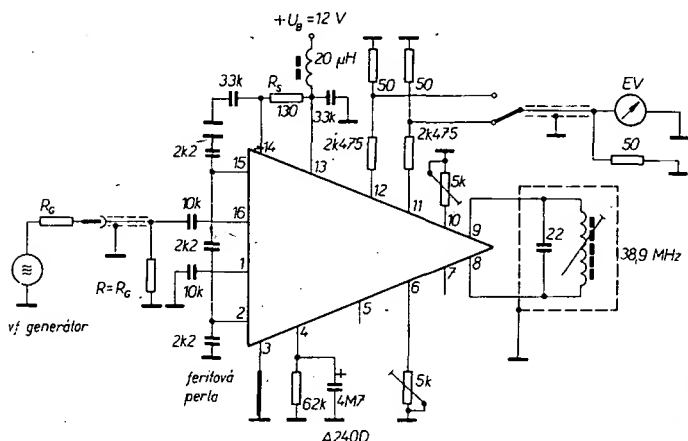 +U_B = 12 V
20 µH
33k
R_S
130
33k
50
50
EV
2k475
2k475
50
14
13
2k2
15
12
11
5k
10
R_G
10k
16
9
22
38,9 MHz
2k2
8
1
7
R=R_G
10k
6
5
vf generátor
2
4
2k2
3
feritová
perla
62k
4M7
+
5k
A240D